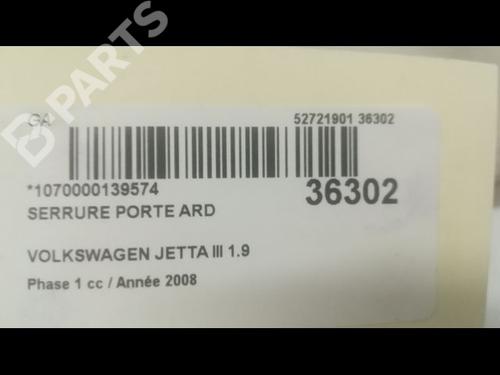 B-PARTS
GA
52721901 36302
*1070000139574
36302
SERRURE PORTE ARD
VOLKSWAGEN JETTA III 1.9
Phase 1 cc / Année 2008